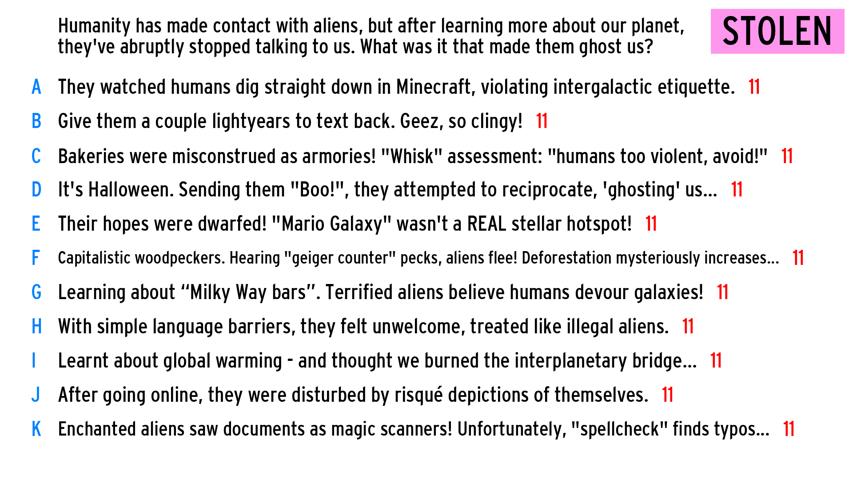 Humanity has made contact with aliens, but after learning more about our planet,
they've abruptly stopped talking to us. What was it that made them ghost us?
STOLEN
A They watched humans dig straight down in Minecraft, violating intergalactic etiquette. 11
B Give them a couple lightyears to text back. Geez, so clingy! 11
C Bakeries were misconstrued as armories! "Whisk" assessment: "humans too violent, avoid!" 11
D It's Halloween. Sending them "Boo!", they attempted to reciprocate, 'ghosting' us... 11
E Their hopes were dwarfed! "Mario Galaxy" wasn't a REAL stellar hotspot! 11
F Capitalistic woodpeckers. Hearing "geiger counter" pecks, aliens flee! Deforestation mysteriously increases... 11
G Learning about “Milky Way bars”. Terrified aliens believe humans devour galaxies! 11
H With simple language barriers, they felt unwelcome, treated like illegal aliens. 11
I Learnt about global warming - and thought we burned the interplanetary bridge... 11
J After going online, they were disturbed by risqué depictions of themselves. 11
K Enchanted aliens saw documents as magic scanners! Unfortunately, "spellcheck" finds typos... 11